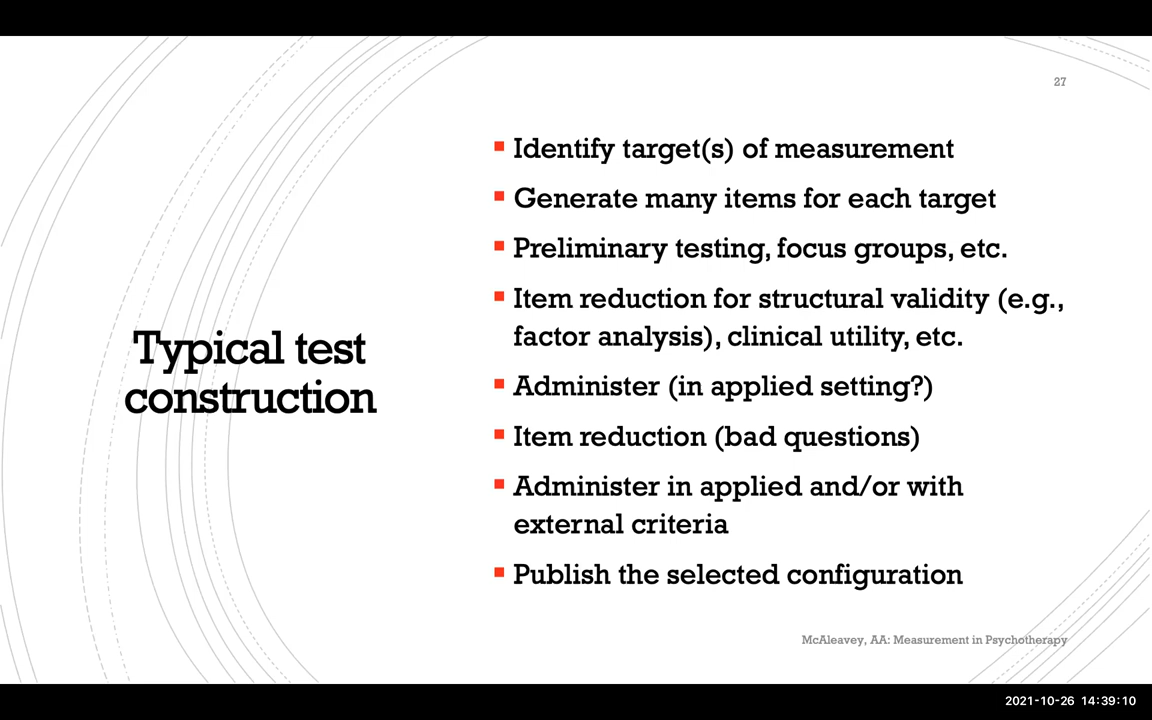 27
Typical test
construction
Identify target(s) of measurement
Generate many items for each target
Preliminary testing, focus groups, etc.
Item reduction for structural validity (e.g.,
factor analysis), clinical utility, etc.
Administer (in applied setting?)
Item reduction (bad questions)
Administer in applied and/or with
external criteria
Publish the selected configuration
McAleavey, AA: Measurement in Psychotherapy
2021-10-26 14:39:10